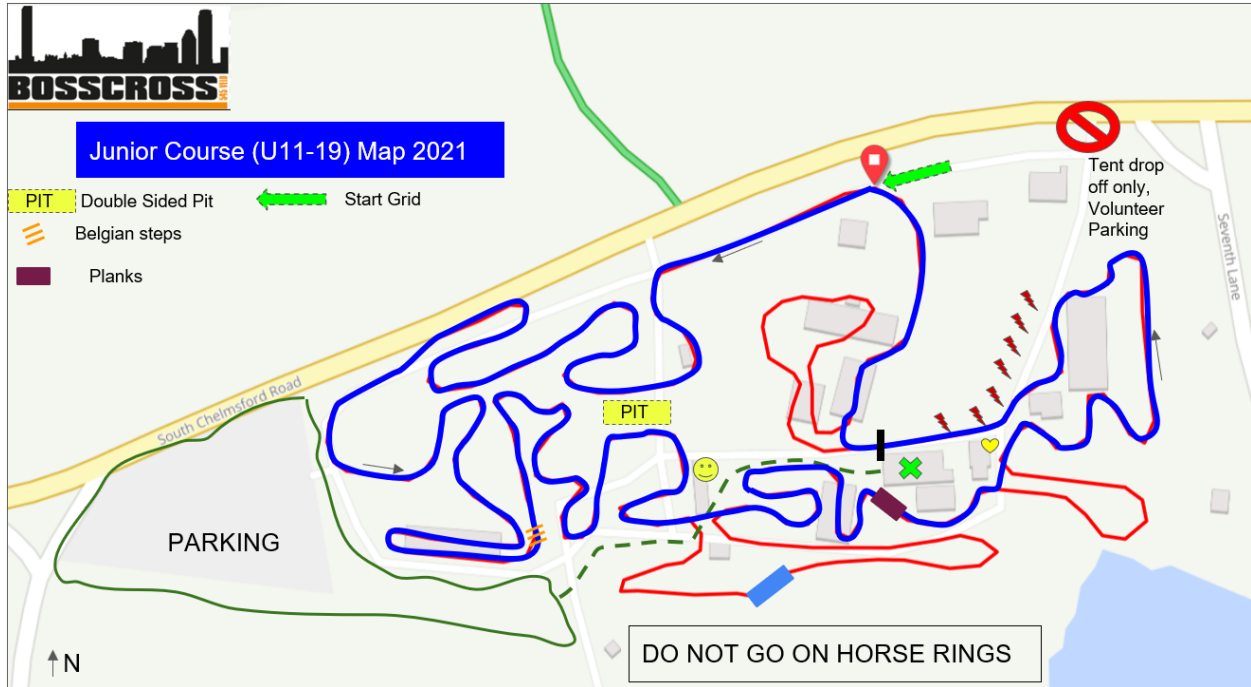 BOSSCROSS
Junior Course (U11-19) Map 2021
PIT Double Sided Pit
Start Grid
Belgian steps
Planks
Tent drop
off only,
Volunteer
Parking
Seventh Lane
South Chelmsford Road
PIT
PARKING
DO NOT GO ON HORSE RINGS
N